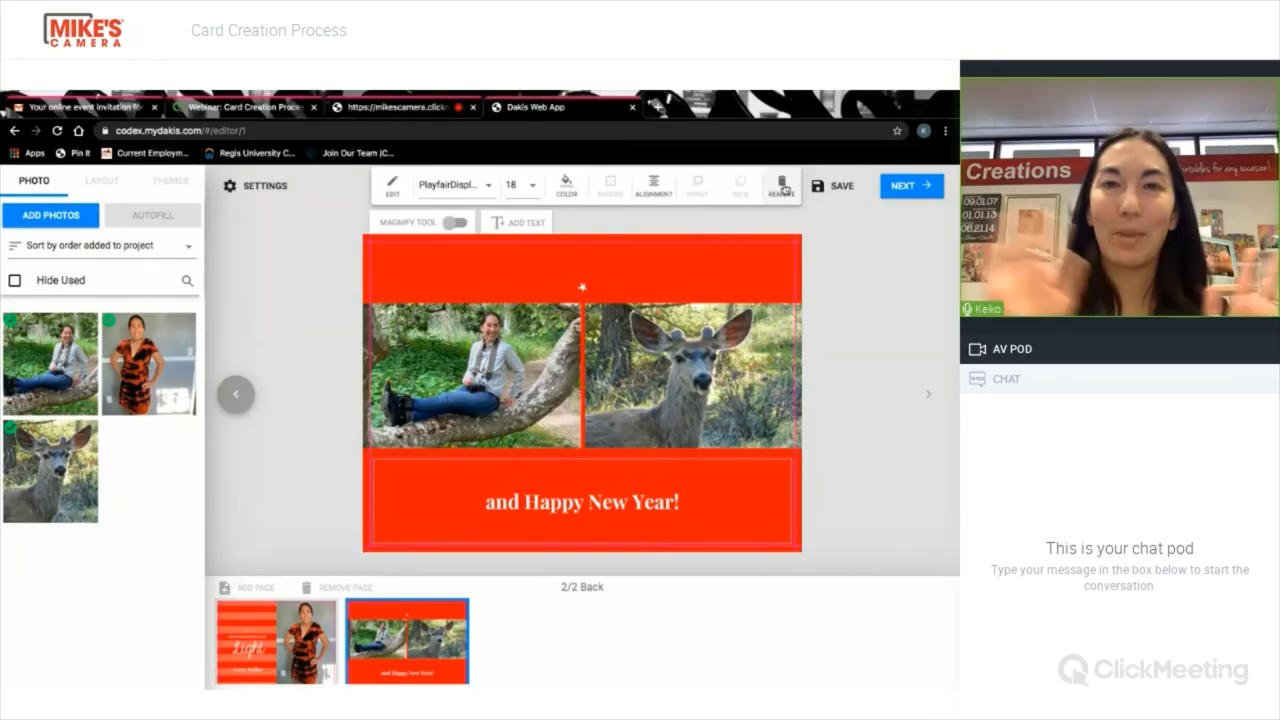 MIKE'S
CAMERA
Card Creation Process
Your online event invitation fo
Webinar: Card Creation Proce
https://mikescamera.clickm
Dakis Web App
codex.mydakis.com/#/editor/1
K
Apps
Pin It
Current Employm...
Regis University C...
Join Our Team |C...
PHOTO
LAYOUT
THEMES
SETTINGS
EDIT
PlayfairDispl...
18
COLOR
ALIGNMENT
FRONT
BACK
REMOVE
SAVE
NEXT
ADD PHOTOS
AUTOFILL
MAGNIFY TOOL
ADD TEXT
Sort by order added to project
Hide Used
and Happy New Year!
ADD PAGE
REMOVE PAGE
2/2 Back
Light
and Happy New Year!
Creations
09.01.07
01.01.13
06.21.14
Keiko
AV POD
CHAT
This is your chat pod
Type your message in the box below to start the
conversation.
ClickMeeting